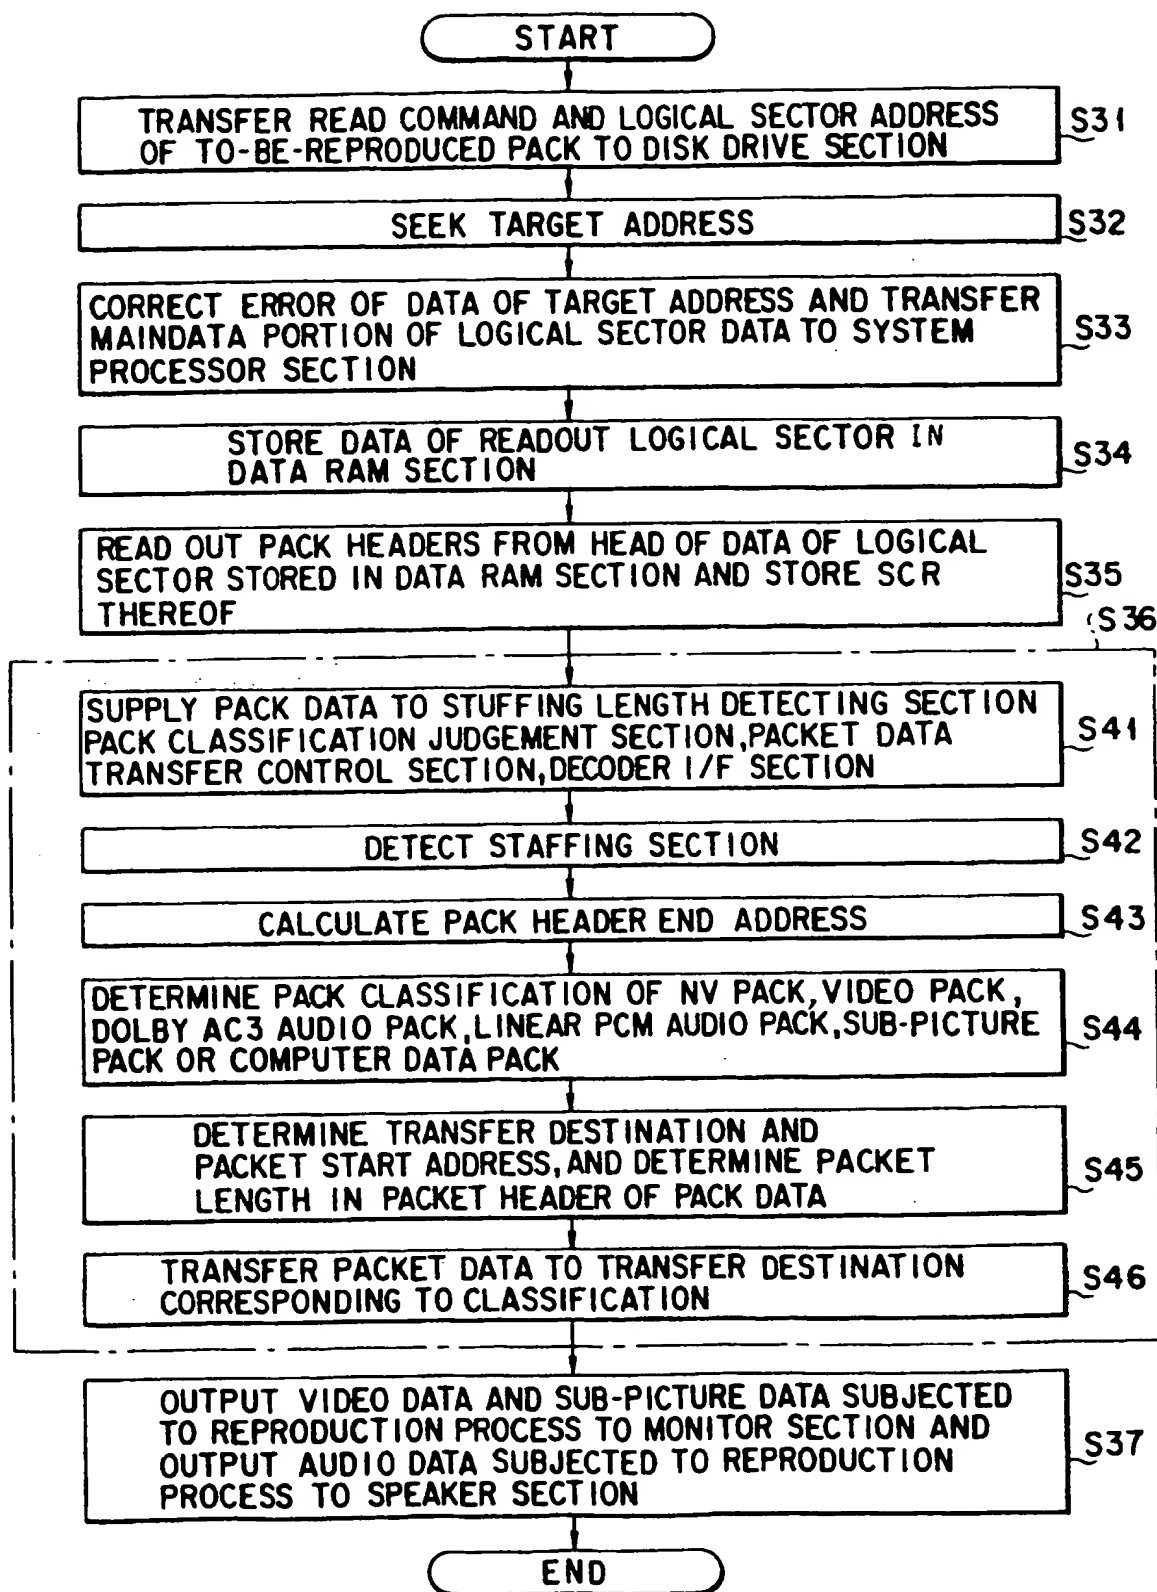 START
TRANSFER READ COMMAND AND LOGICAL SECTOR ADDRESS
OF TO-BE-REPRODUCED PACK TO DISK DRIVE SECTION
S31
SEEK TARGET ADDRESS
S32
CORRECT ERROR OF DATA OF TARGET ADDRESS AND TRANSFER
MAINDATA PORTION OF LOGICAL SECTOR DATA TO SYSTEM
PROCESSOR SECTION
S33
STORE DATA OF READOUT LOGICAL SECTOR IN
DATA RAM SECTION
S34
READ OUT PACK HEADERS FROM HEAD OF DATA OF LOGICAL
SECTOR STORED IN DATA RAM SECTION AND STORE SCR
THEREOF
S35
S36
SUPPLY PACK DATA TO STUFFING LENGTH DETECTING SECTION
PACK CLASSIFICATION JUDGEMENT SECTION, PACKET DATA
TRANSFER CONTROL SECTION, DECODER I/F SECTION
S41
DETECT STAFFING SECTION
S42
CALCULATE PACK HEADER END ADDRESS
S43
DETERMINE PACK CLASSIFICATION OF NV PACK, VIDEO PACK,
DOLBY AC3 AUDIO PACK, LINEAR PCM AUDIO PACK, SUB-PICTURE
PACK OR COMPUTER DATA PACK
S44
DETERMINE TRANSFER DESTINATION AND
PACKET START ADDRESS, AND DETERMINE PACKET
LENGTH IN PACKET HEADER OF PACK DATA
S45
TRANSFER PACKET DATA TO TRANSFER DESTINATION
CORRESPONDING TO CLASSIFICATION
S46
OUTPUT VIDEO DATA AND SUB-PICTURE DATA SUBJECTED
TO REPRODUCTION PROCESS TO MONITOR SECTION AND
OUTPUT AUDIO DATA SUBJECTED TO REPRODUCTION
PROCESS TO SPEAKER SECTION
S37
END